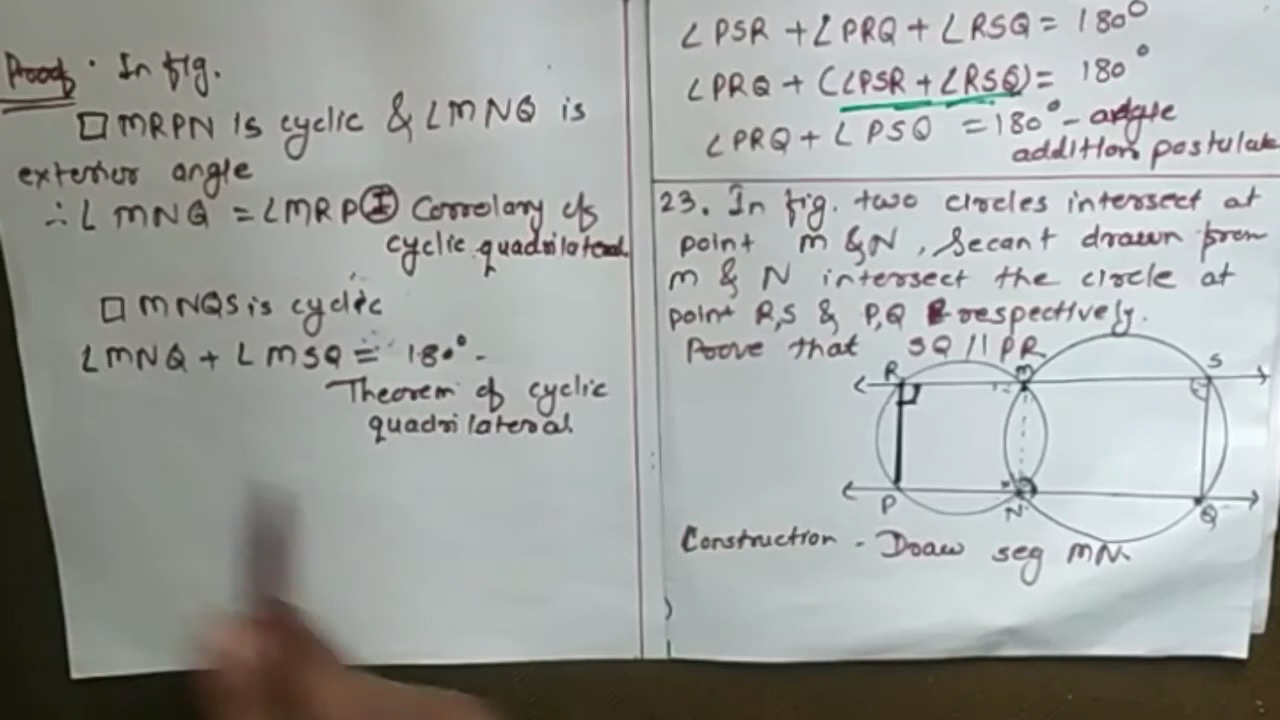 Proof. In fig.
□ MRPN is cyclic & ∠MNQ is
exterior angle
∴ ∠ MNQ = ∠MRP Ⓘ Corrolary of
cyclic quadrilateral
□ MNQS is cyclic
∠MNQ + ∠MSQ = 180° -
Theorem of cyclic
quadrilateral
∠PSR + ∠PRQ + ∠RSQ = 180°
∠PRQ + (∠PSR + ∠RSQ) = 180°
∠PRQ + ∠PSQ = 180° - angle
addition postulate
23. In fig. two circles intersect at
point M & N, Secant drawn from
M & N intersect the circle at
point R,S & P,Q respectively.
Prove that SQ // PR
R M S
P N Q
Construction - Draw seg MN.